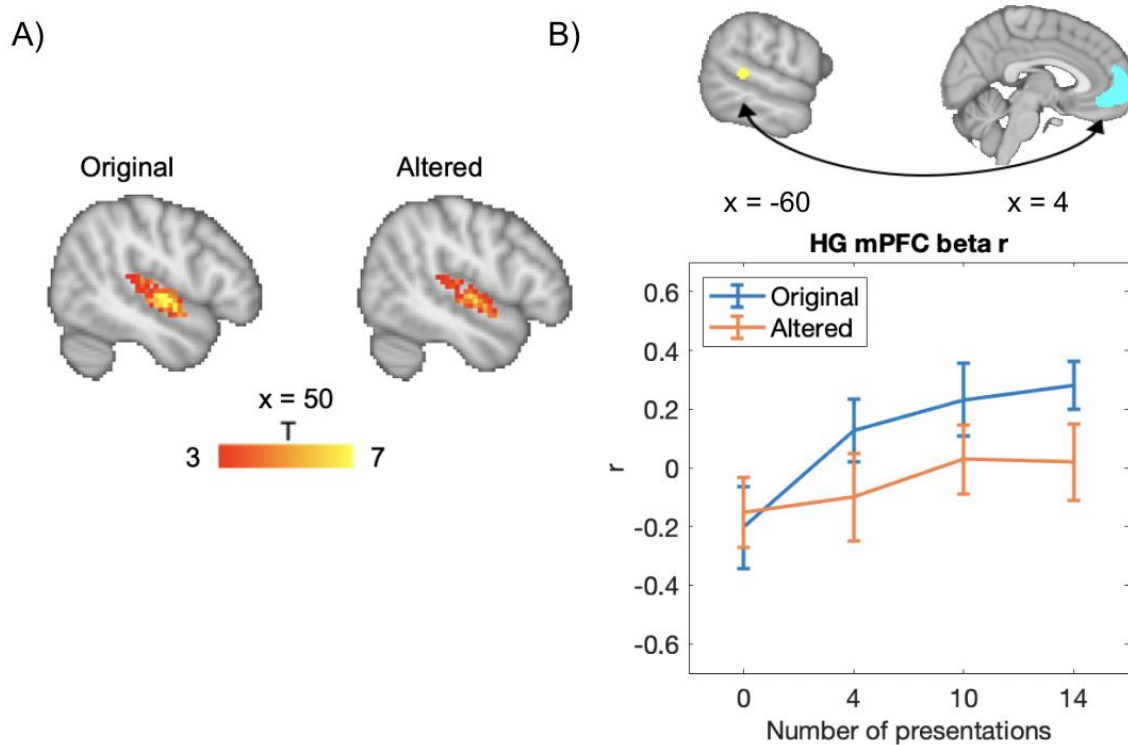 A)
Original Altered
x = 50
T
3 7
B)
x = -60 x = 4
HG mPFC beta r
Original
Altered
0.6
0.4
0.2
0
-0.2
-0.4
-0.6
r
0 4 10 14
Number of presentations